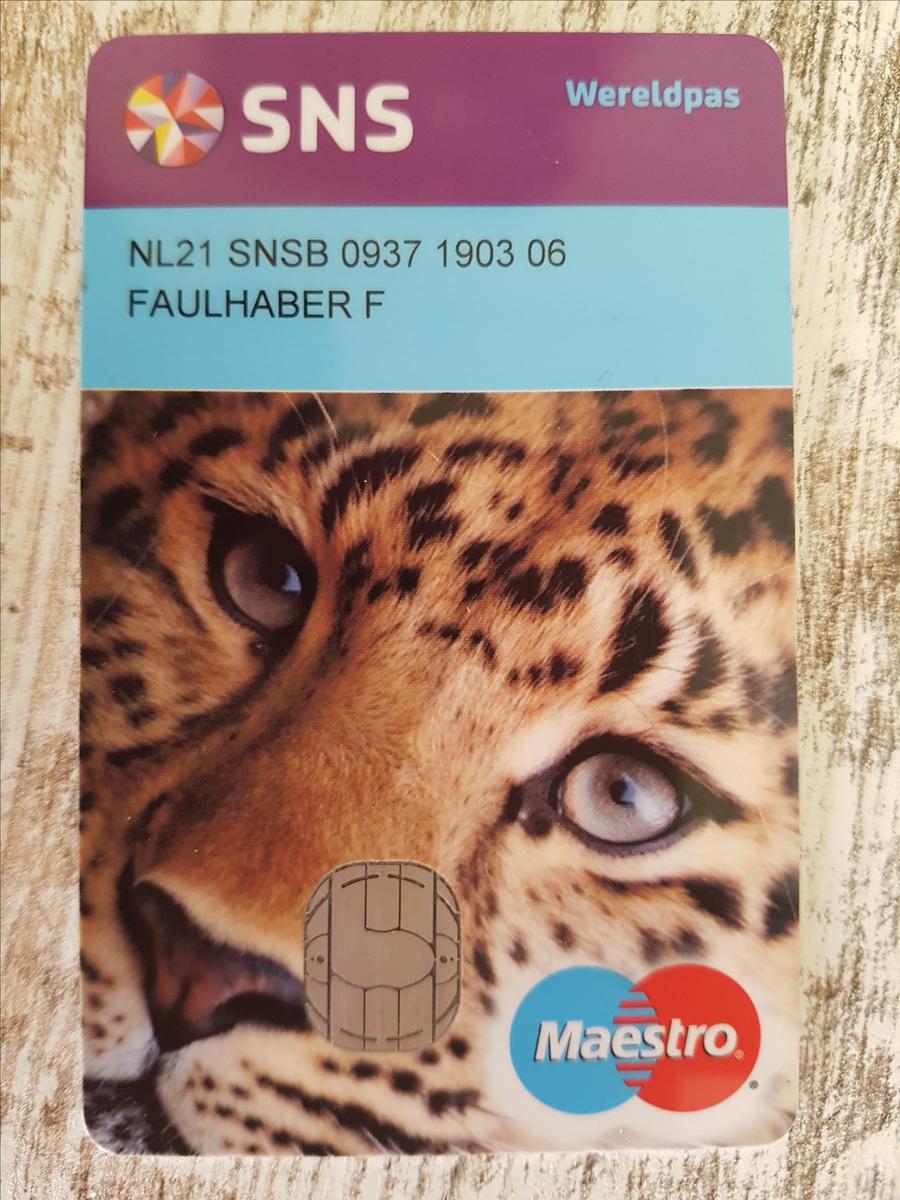 SNS
Wereldpas
NL21 SNSB 0937 1903 06
FAULHABER F
Maestro